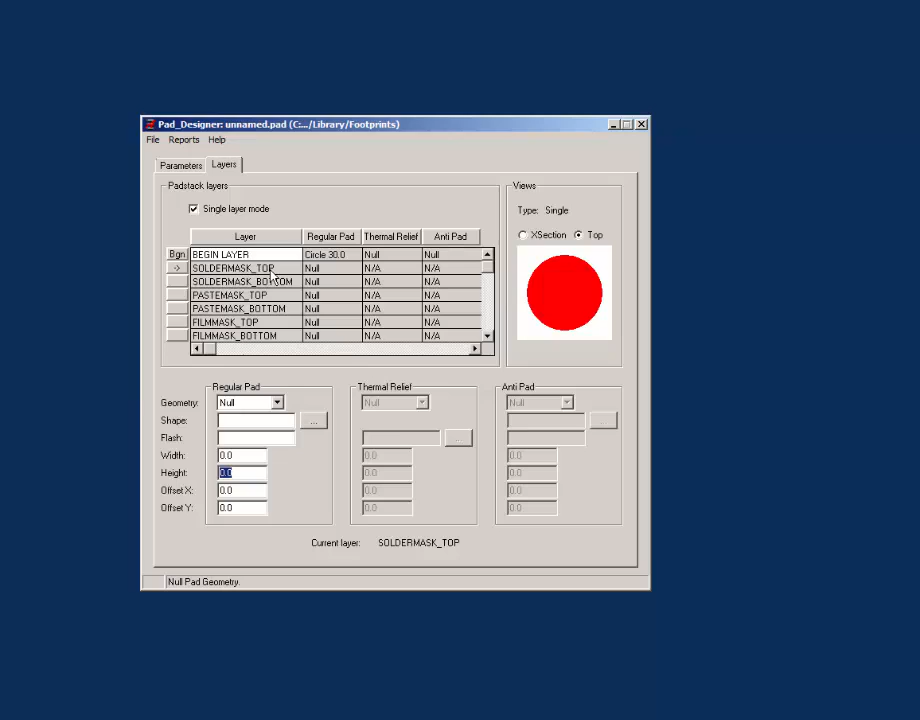 Pad_Designer: unnamed.pad (C:.../Library/Footprints)
File Reports Help
Parameters Layers
Padstack layers
Single layer mode
Layer Regular Pad Thermal Relief Anti Pad
Bgn BEGIN LAYER Circle 30.0 Null Null
-> SOLDERMASK_TOP Null N/A N/A
SOLDERMASK_BOTTOM Null N/A N/A
PASTEMASK_TOP Null N/A N/A
PASTEMASK_BOTTOM Null N/A N/A
FILMMASK_TOP Null N/A N/A
FILMMASK_BOTTOM Null N/A N/A
Views
Type: Single
XSection Top
Regular Pad Thermal Relief Anti Pad
Geometry: Null Null Null
Shape: ... ...
Flash: ...
Width: 0.0 0.0 0.0
Height: 0.0 0.0 0.0
Offset X: 0.0 0.0 0.0
Offset Y: 0.0 0.0 0.0
Current layer: SOLDERMASK_TOP
Null Pad Geometry.